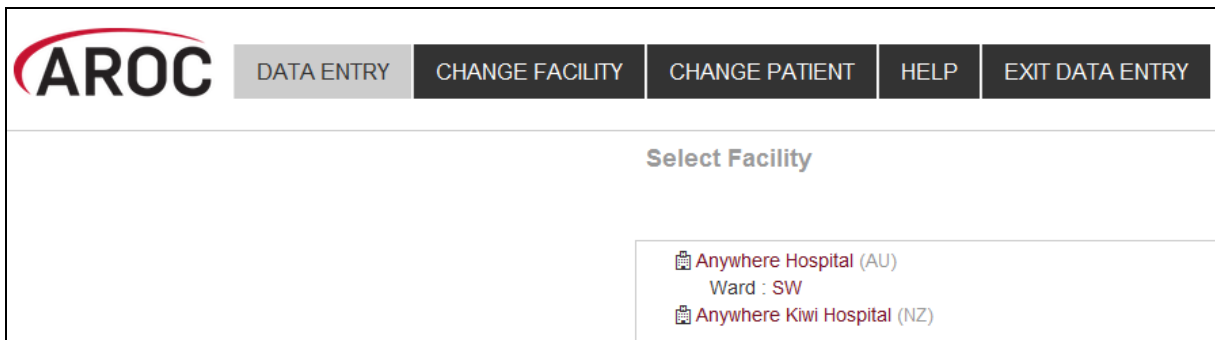 AROC DATA ENTRY CHANGE FACILITY CHANGE PATIENT HELP EXIT DATA ENTRY
Select Facility
Anywhere Hospital (AU)
Ward : SW
Anywhere Kiwi Hospital (NZ)